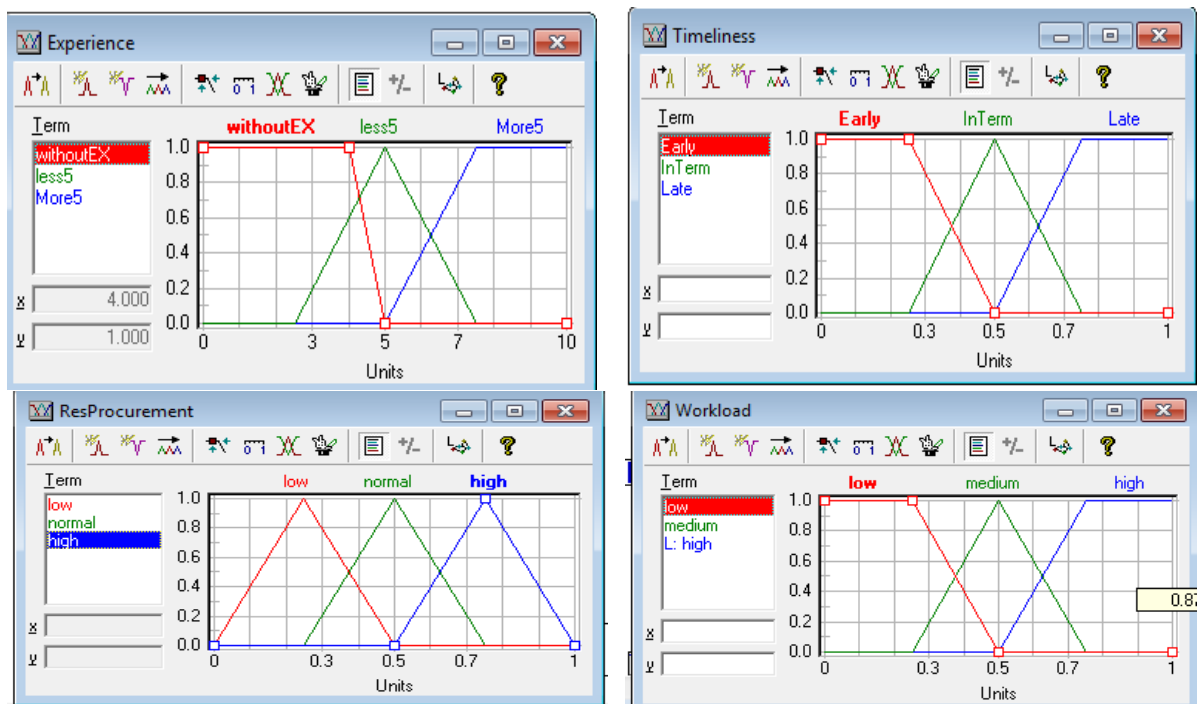 Experience
Term
withoutEX less5 More5
withoutEX
less5
More5
1.0
0.8
0.6
0.4
0.2
0.0
x 4.000
y 1.000
0 3 5 7 10
Units
Timeliness
Term
Early InTerm Late
Early
InTerm
Late
1.0
0.8
0.6
0.4
0.2
0.0
x
y
0 0.3 0.5 0.7 1
Units
ResProcurement
Term
low normal high
low
normal
high
1.0
0.8
0.6
0.4
0.2
0.0
x
y
0 0.3 0.5 0.7 1
Units
Workload
Term
low medium high
low
medium
L: high
1.0
0.8
0.6
0.4
0.2
0.0
0.87
x
y
0 0.3 0.5 0.7 1
Units